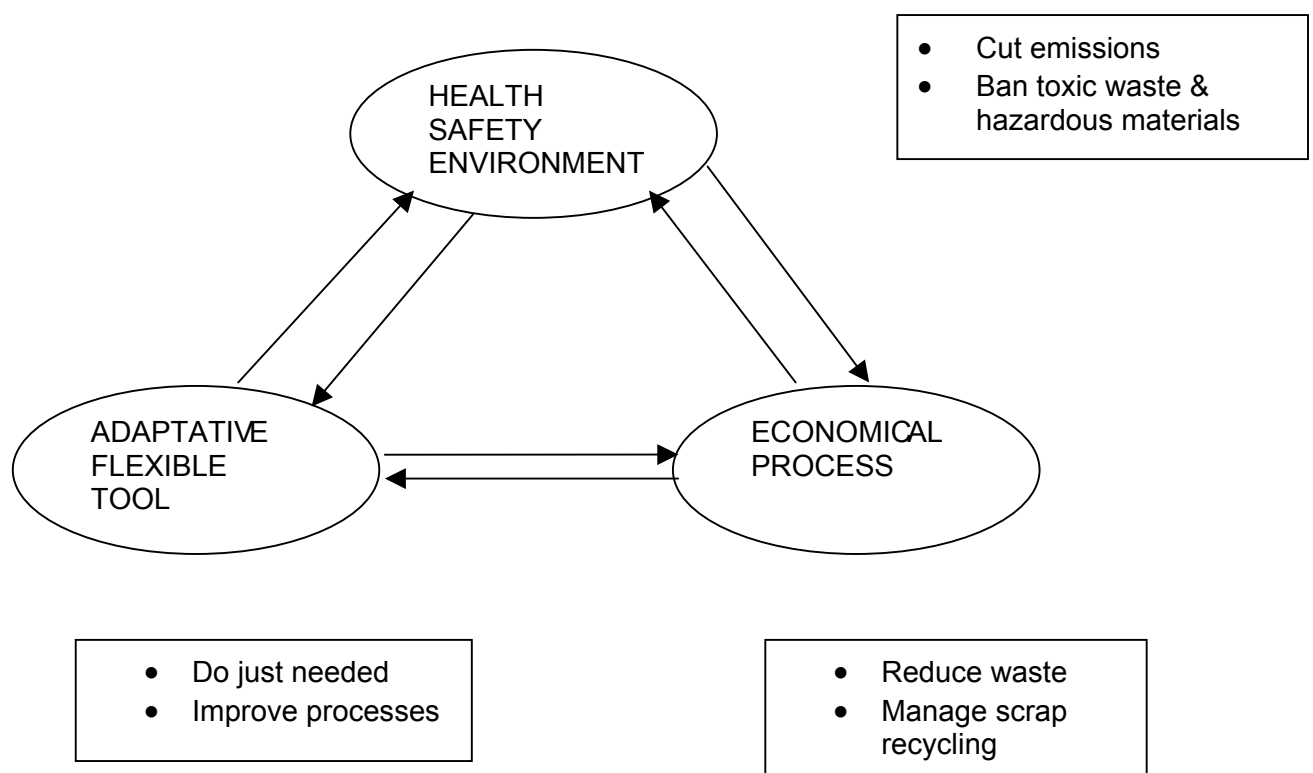 HEALTH
SAFETY
ENVIRONMENT
• Cut emissions
• Ban toxic waste &
hazardous materials
ADAPTATIVE
FLEXIBLE
TOOL
ECONOMICAL
PROCESS
• Do just needed
• Improve processes
• Reduce waste
• Manage scrap
recycling